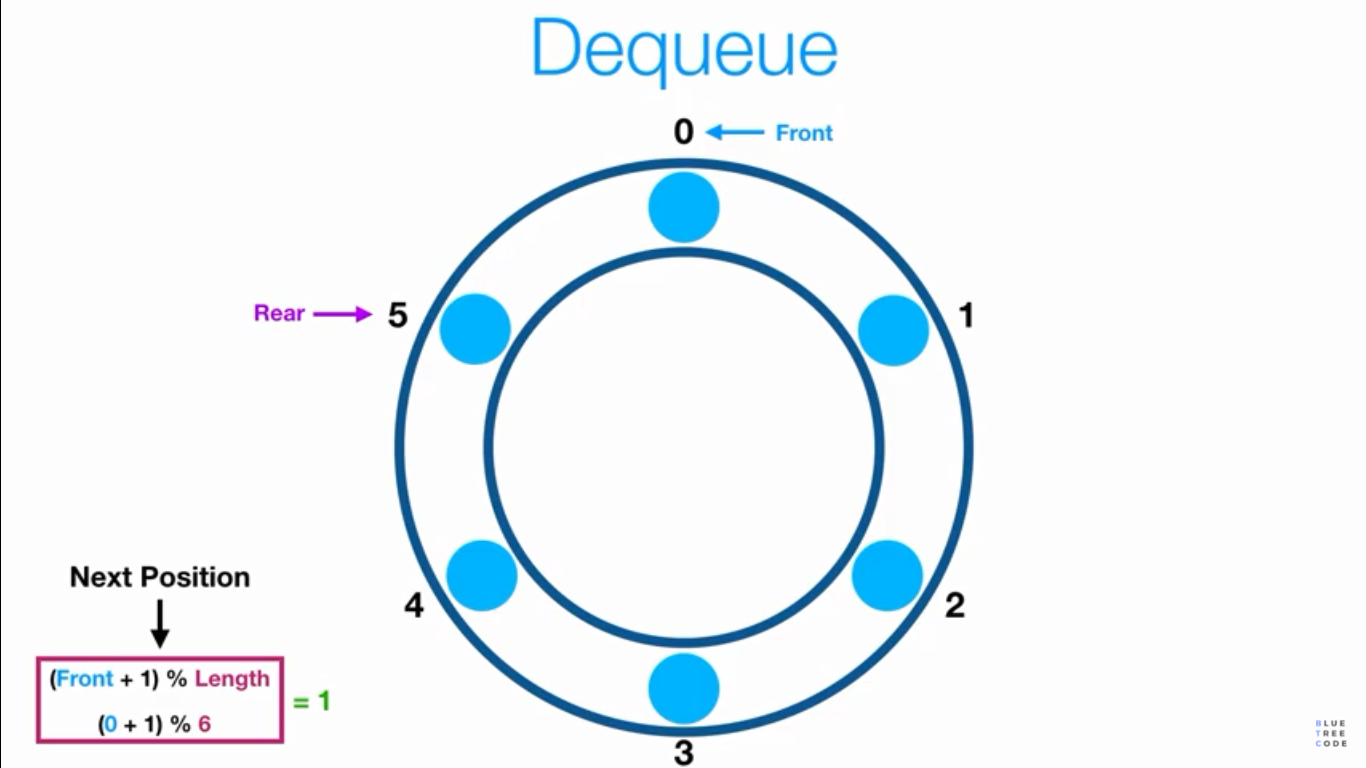 Dequeue
0 Front
Rear 5
1
4
2
3
Next Position
(Front + 1) % Length
(0 + 1) % 6
= 1
BLUE
TREE
CODE